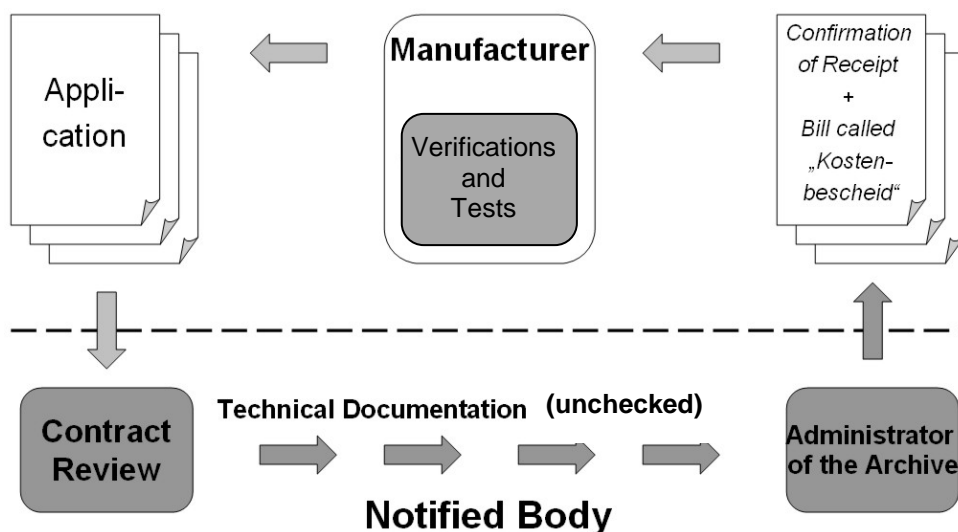 Appli-
cation
Manufacturer
Verifications
and
Tests
Confirmation
of Receipt
+
Bill called
„Kosten-
bescheid“
Contract
Review
Technical Documentation (unchecked)
Administrator
of the Archive
Notified Body